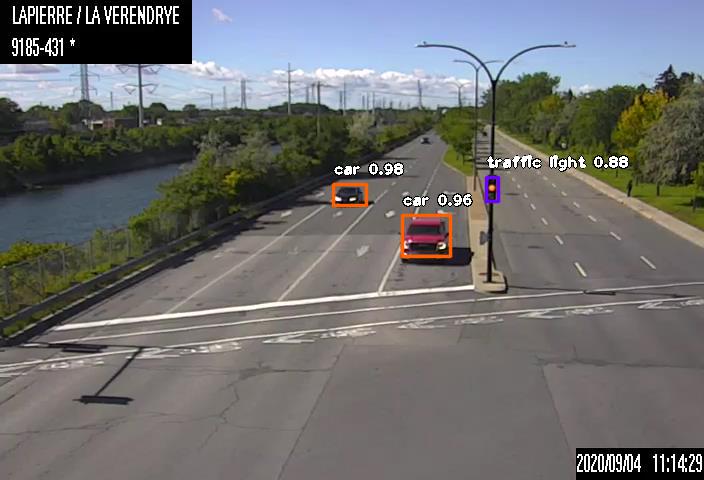 LAPIERRE / LA VERENDRYE
9185-431 *
traffic light 0.88
car 0.98
car 0.96
2020/09/04 11:14:29